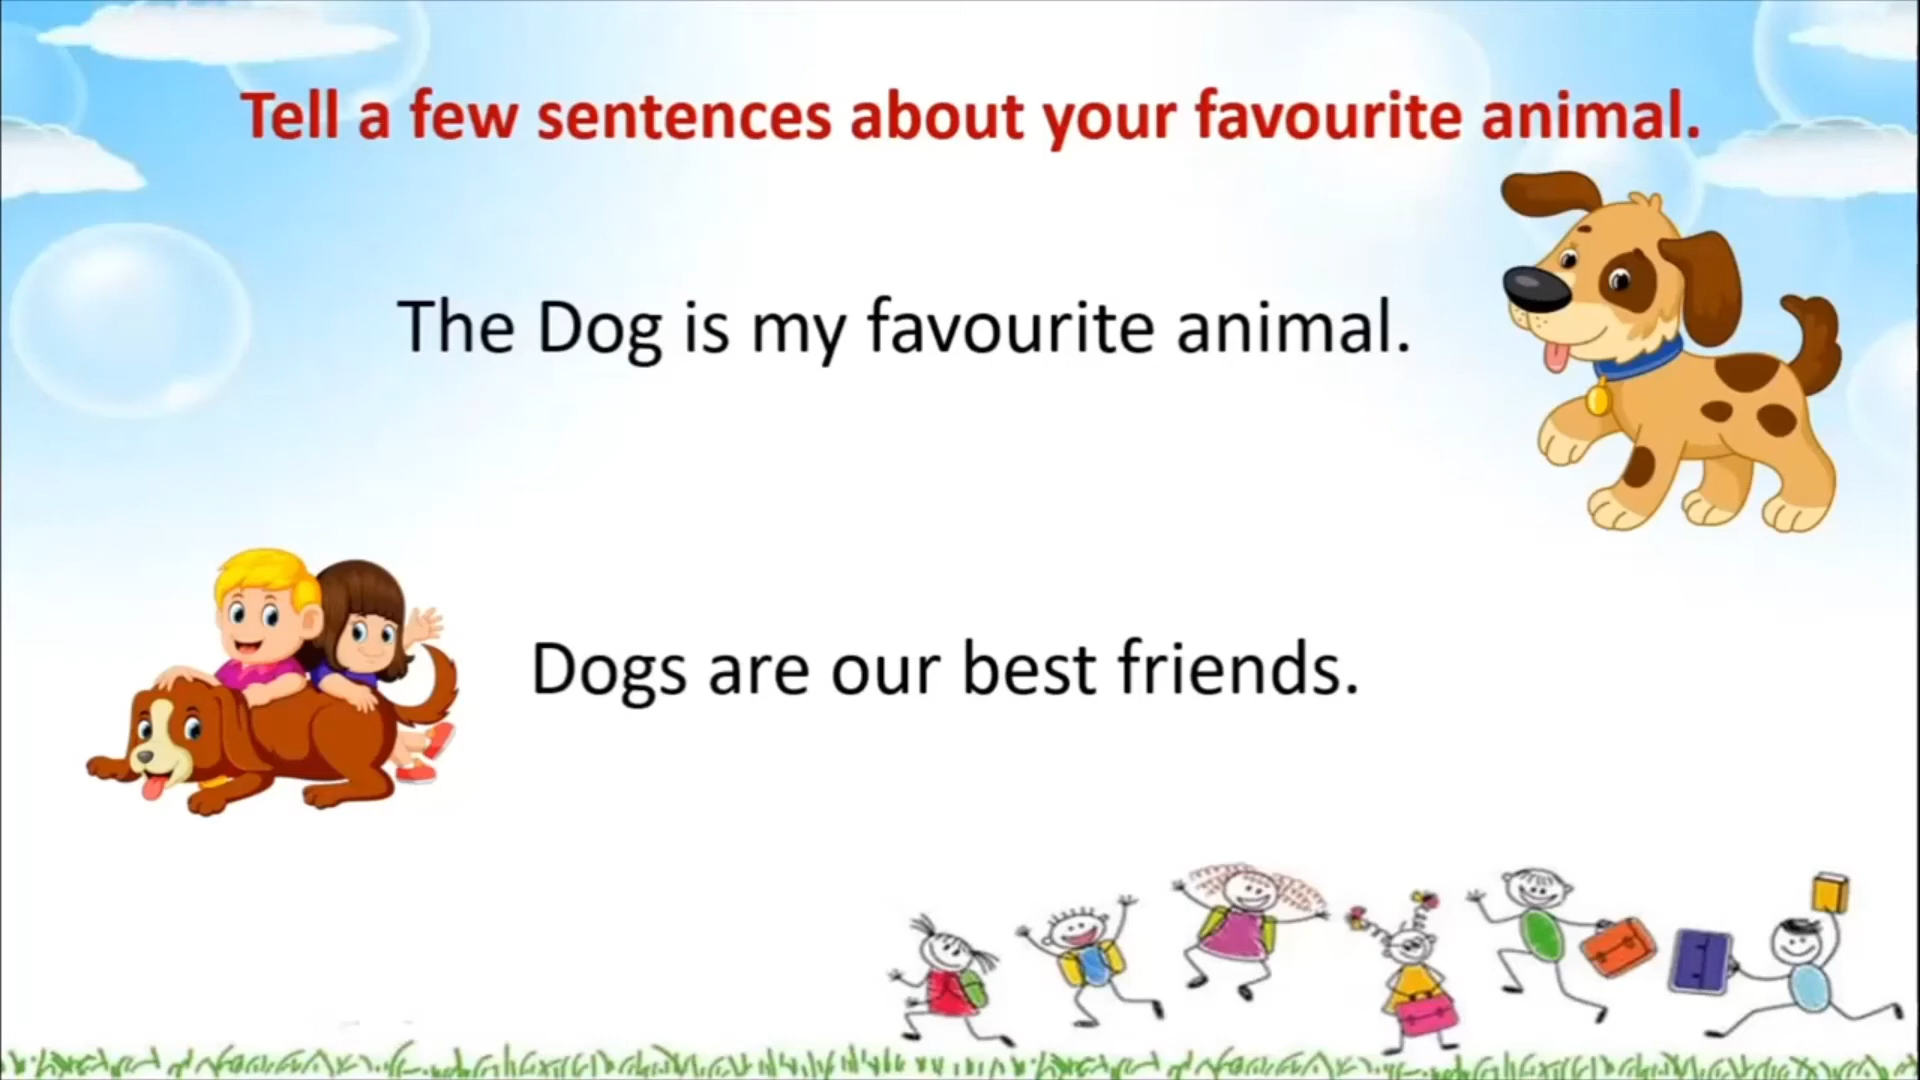 Tell a few sentences about your favourite animal.
The Dog is my favourite animal.
Dogs are our best friends.